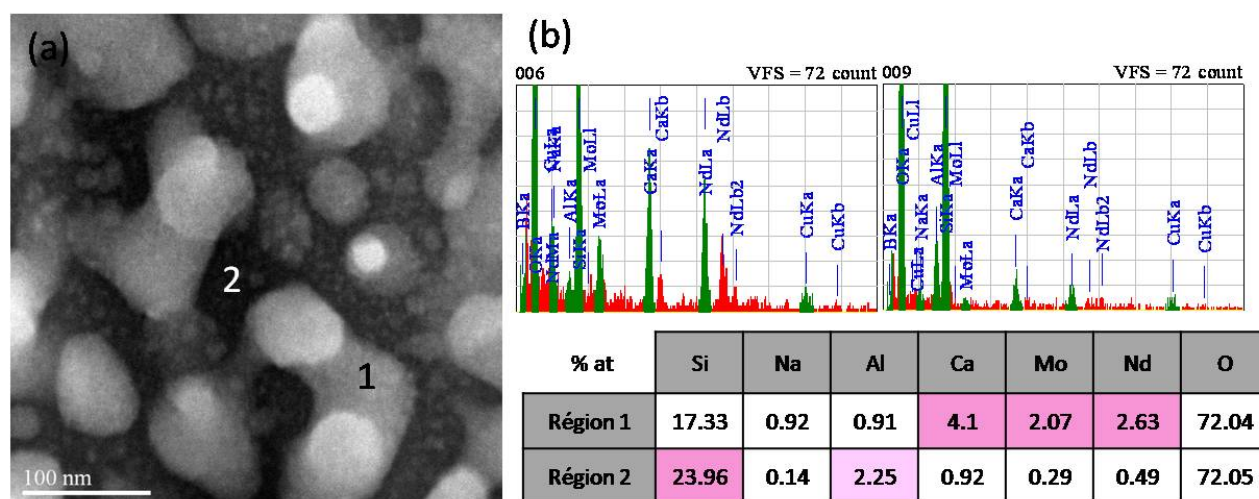 (a)
2
1
100 nm
(b)
006 VFS = 72 count
BKa
OKa
NdMa
NaKa
AlKa
SiKa
MoLl
MoLa
CaKa
CaKb
NdLa
NdLb
NdLb2
CuKa
CuKb
009 VFS = 72 count
BKa
OKa
CuLl
CuLa
NaKa
AlKa
SiKa
MoLl
MoLa
CaKa
CaKb
NdLa
NdLb
NdLb2
CuKa
CuKb
% at Si Na Al Ca Mo Nd O
Région 1 17.33 0.92 0.91 4.1 2.07 2.63 72.04
Région 2 23.96 0.14 2.25 0.92 0.29 0.49 72.05